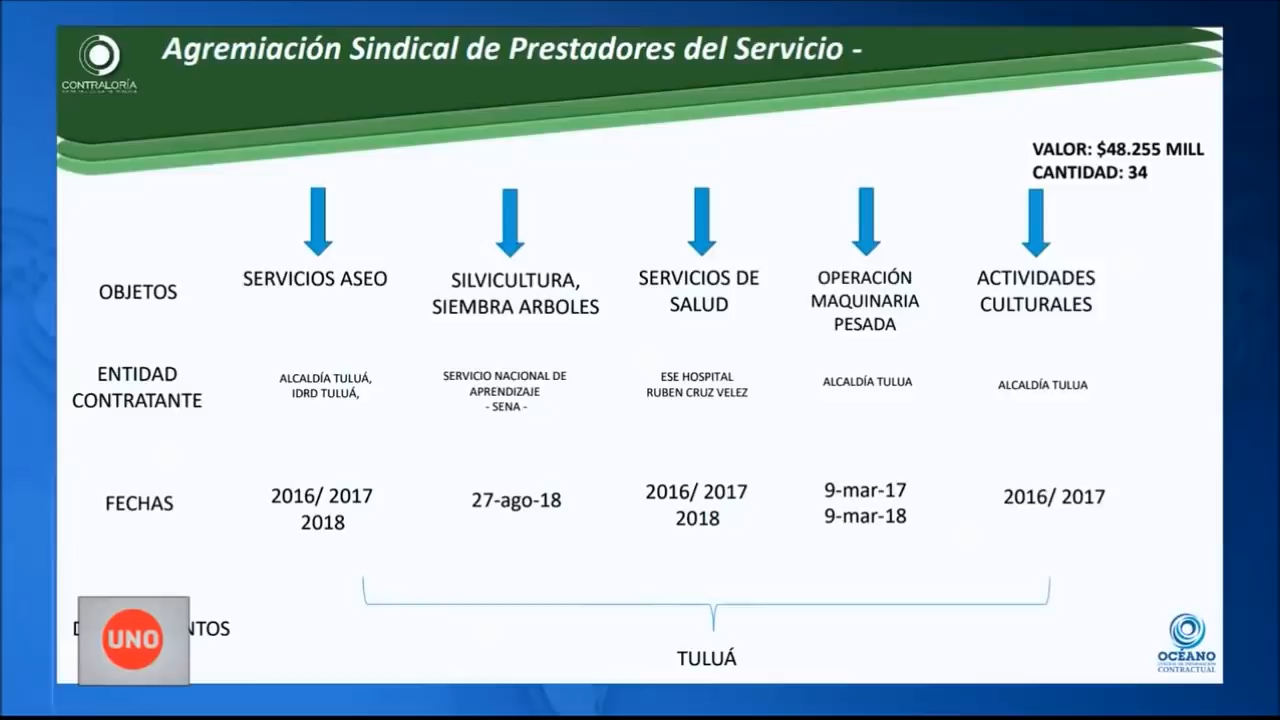 Agremiación Sindical de Prestadores del Servicio -
CONTRALORÍA
VALOR: $48.255 MILL
CANTIDAD: 34
OBJETOS
SERVICIOS ASEO
SILVICULTURA,
SIEMBRA ARBOLES
SERVICIOS DE
SALUD
OPERACIÓN
MAQUINARIA
PESADA
ACTIVIDADES
CULTURALES
ENTIDAD
CONTRATANTE
ALCALDÍA TULUÁ,
IDRD TULUÁ,
SERVICIO NACIONAL DE
APRENDIZAJE
- SENA -
ESE HOSPITAL
RUBEN CRUZ VELEZ
ALCALDÍA TULUA
ALCALDÍA TULUA
FECHAS
2016/ 2017
2018
27-ago-18
2016/ 2017
2018
9-mar-17
9-mar-18
2016/ 2017
UNO
TULUÁ
OCÉANO
CONTRACTUAL